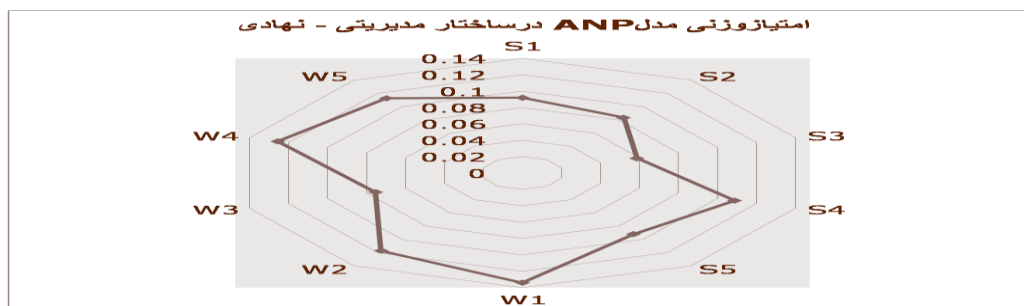 امتیازوزنی مدلANP درساختار مدیریتی - نهادی
S1
0.14
W5
S2
0.12
0.1
0.08
W4
S3
0.06
0.04
0.02
0
W3
S4
W2
S5
W1